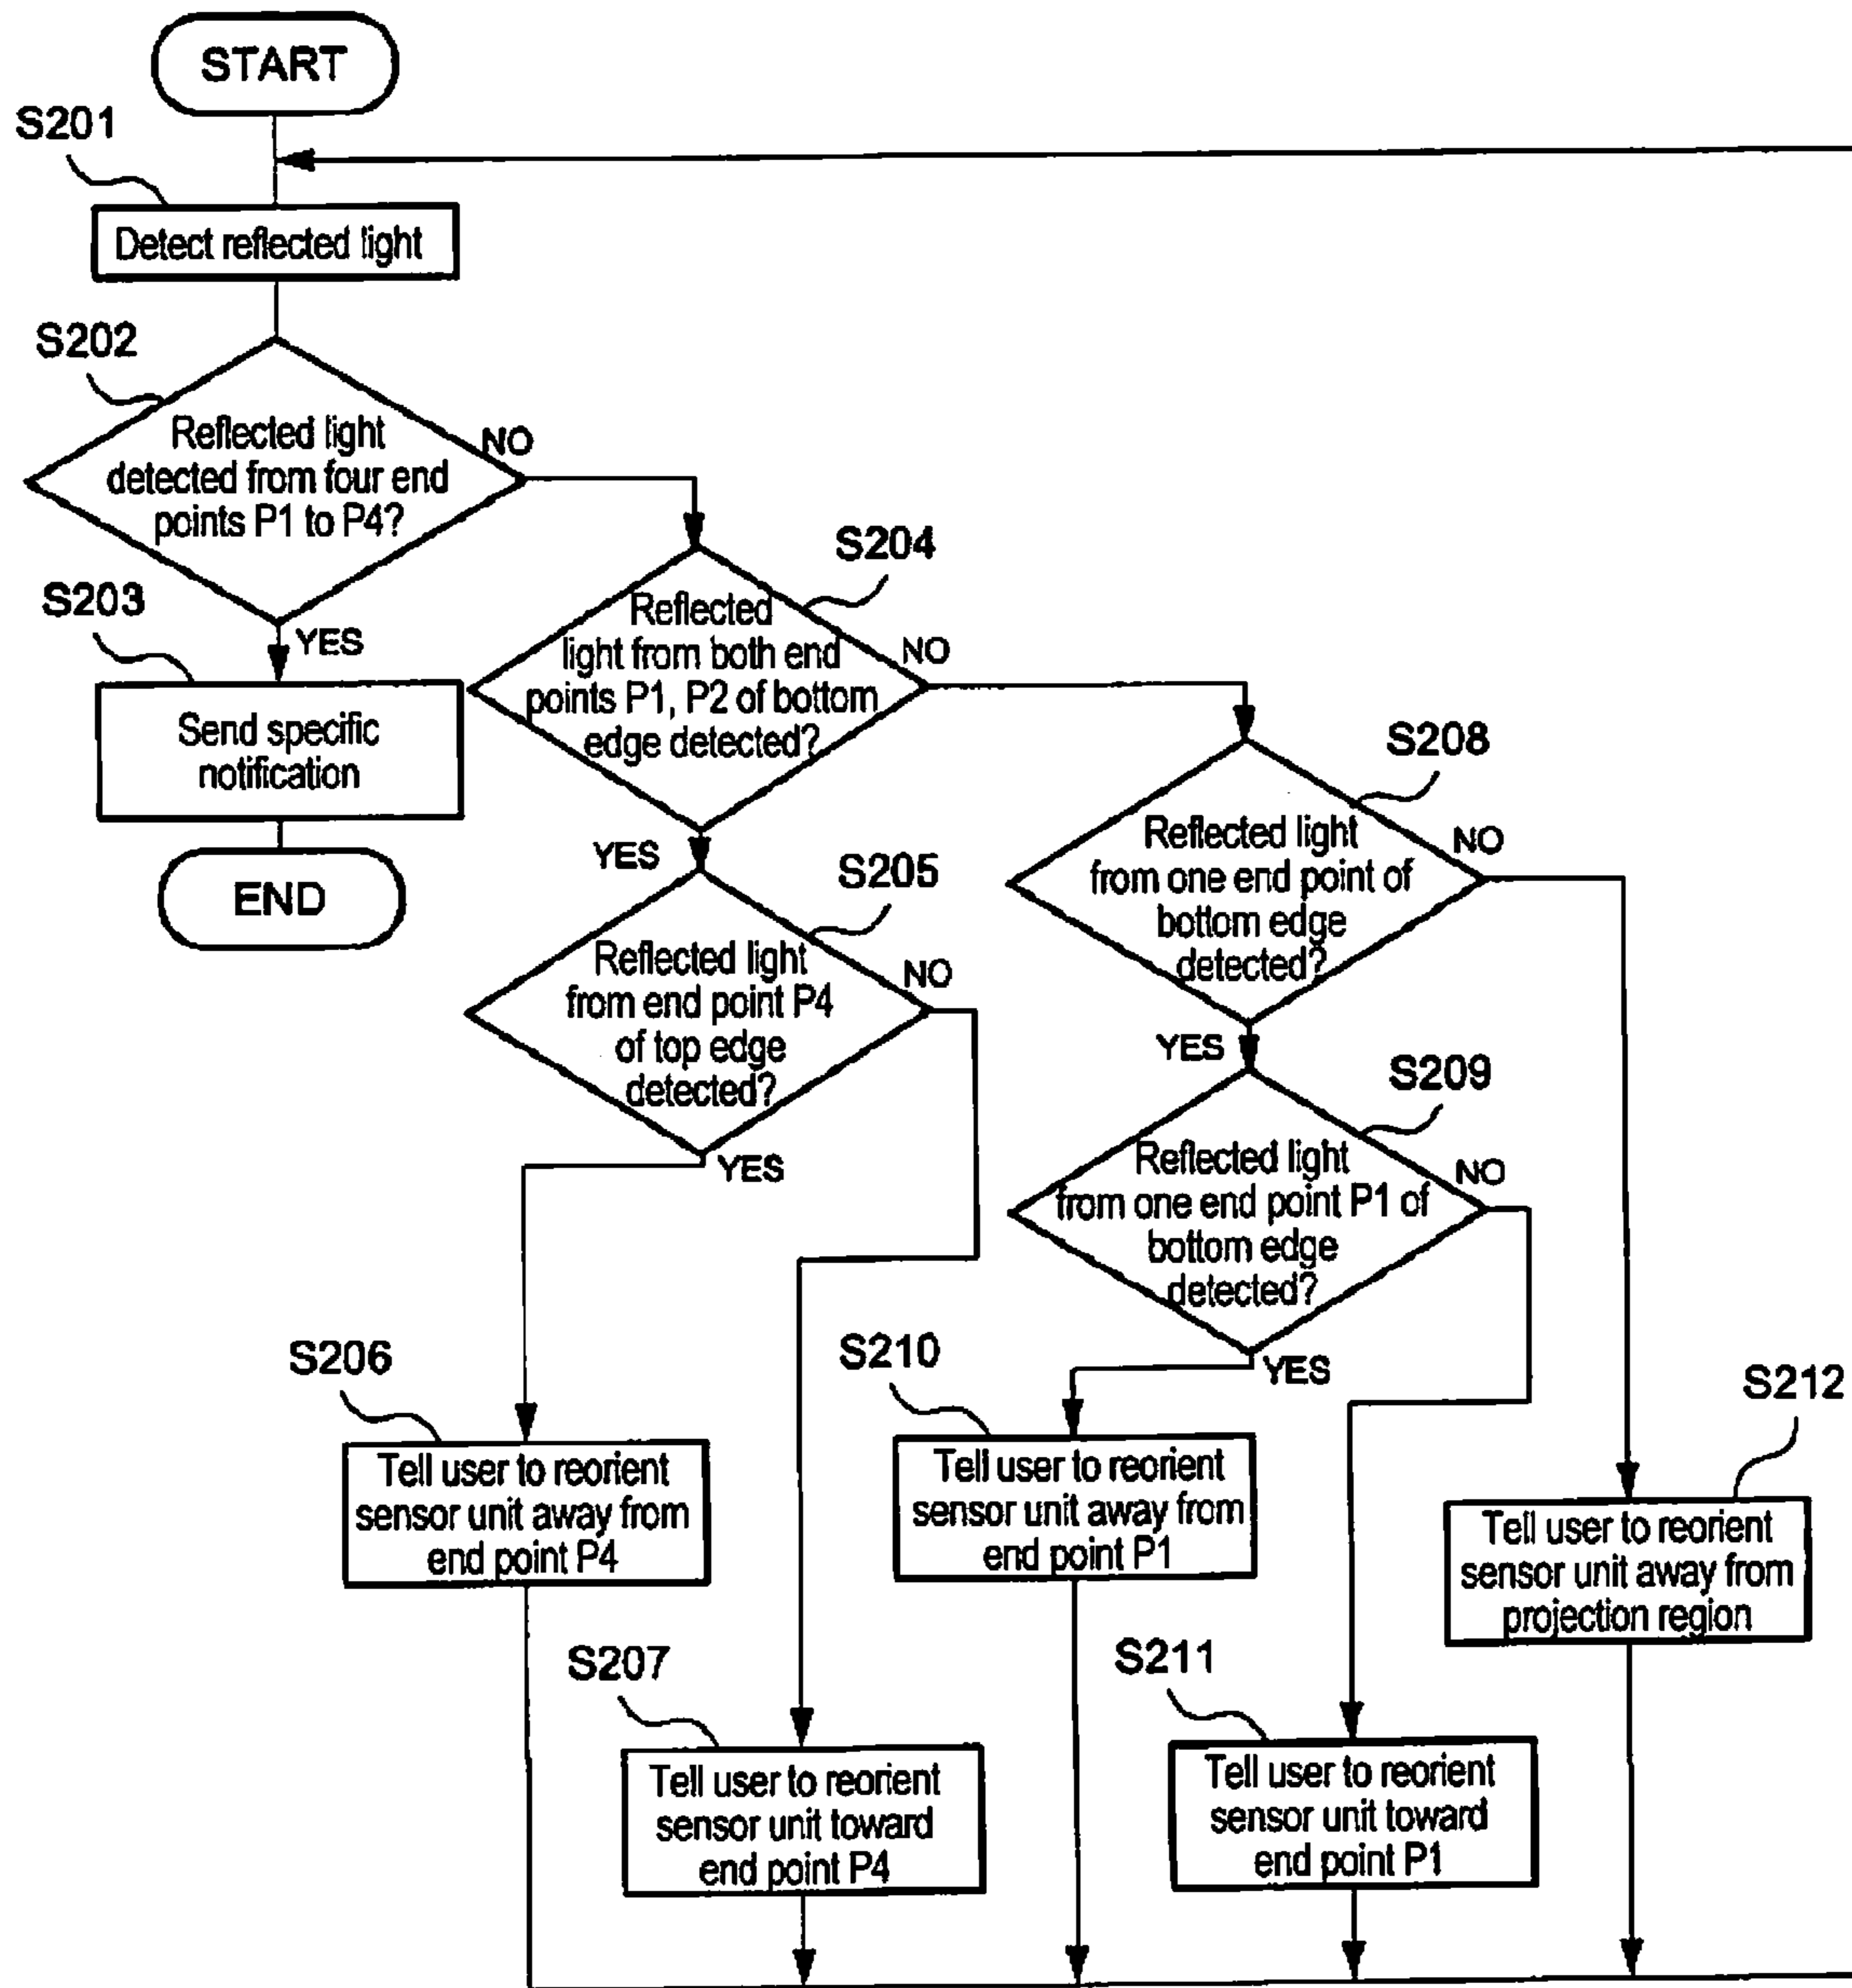 START
S201
Detect reflected light
S202
Reflected light
detected from four end
points P1 to P4?
NO
YES
S203
Send specific
notification
END
S204
Reflected
light from both end
points P1, P2 of bottom
edge detected?
NO
YES
S205
Reflected light
from end point P4
of top edge
detected?
NO
YES
S208
Reflected light
from one end point of
bottom edge
detected?
NO
YES
S209
Reflected light
from one end point P1 of
bottom edge
detected?
NO
YES
S206
Tell user to reorient
sensor unit away from
end point P4
S207
Tell user to reorient
sensor unit toward
end point P4
S210
Tell user to reorient
sensor unit away from
end point P1
S211
Tell user to reorient
sensor unit toward
end point P1
S212
Tell user to reorient
sensor unit away from
projection region